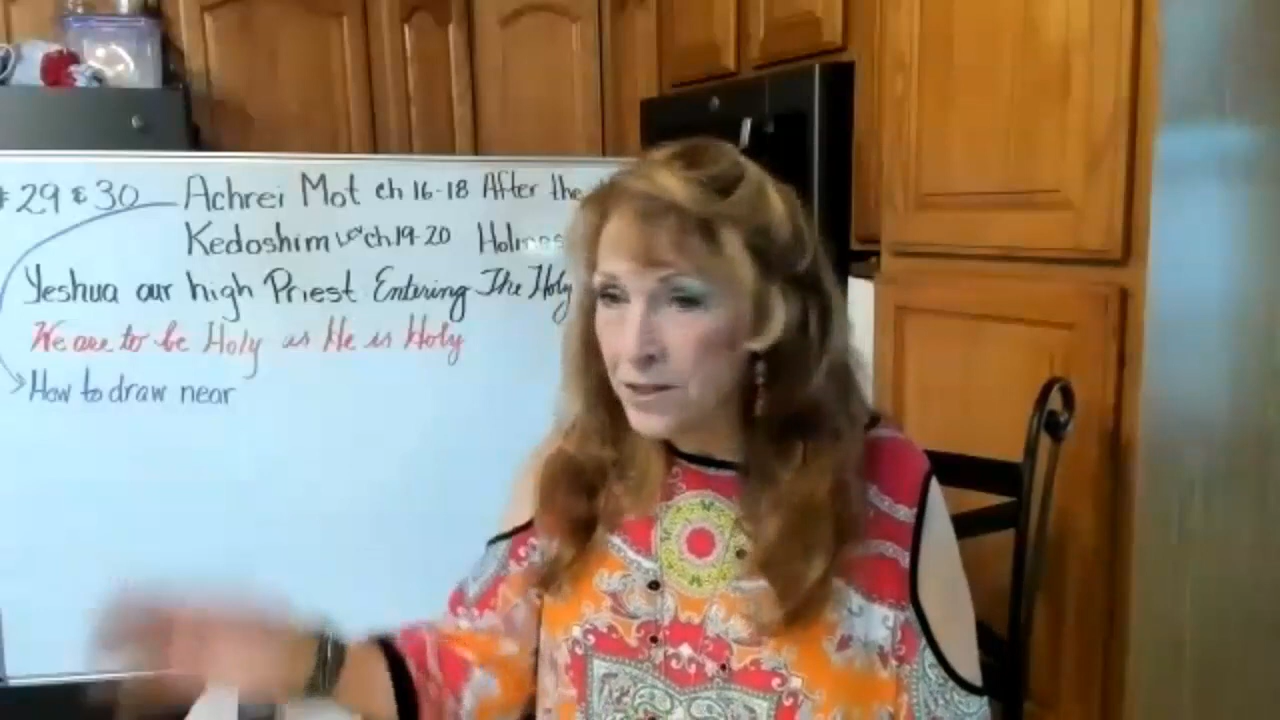 #29 & 30 Achrei Mot ch 16-18 After the
Kedoshim ch 19-20 Holiness
Yeshua our high Priest Entering The Holy
We are to be Holy as He is Holy
How to draw near